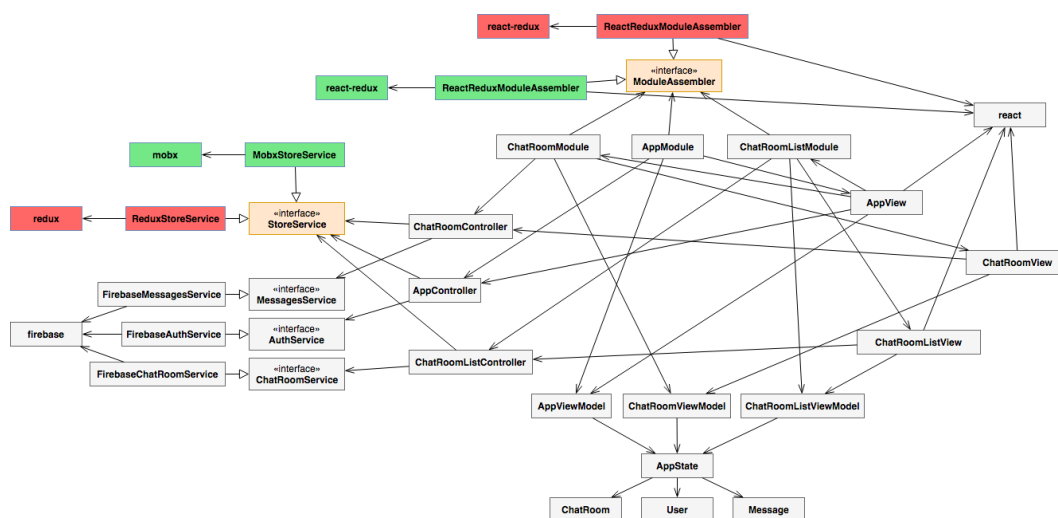 react-redux
ReactReduxModuleAssembler
«interface»
ModuleAssembler
react-redux
ReactReduxModuleAssembler
react
ChatRoomModule
AppModule
ChatRoomListModule
mobx
MobxStoreService
AppView
redux
ReduxStoreService
«interface»
StoreService
ChatRoomController
ChatRoomView
FirebaseMessagesService
«interface»
MessagesService
AppController
firebase
FirebaseAuthService
«interface»
AuthService
ChatRoomListView
FirebaseChatRoomService
«interface»
ChatRoomService
ChatRoomListController
AppViewModel
ChatRoomViewModel
ChatRoomListViewModel
AppState
ChatRoom
User
Message